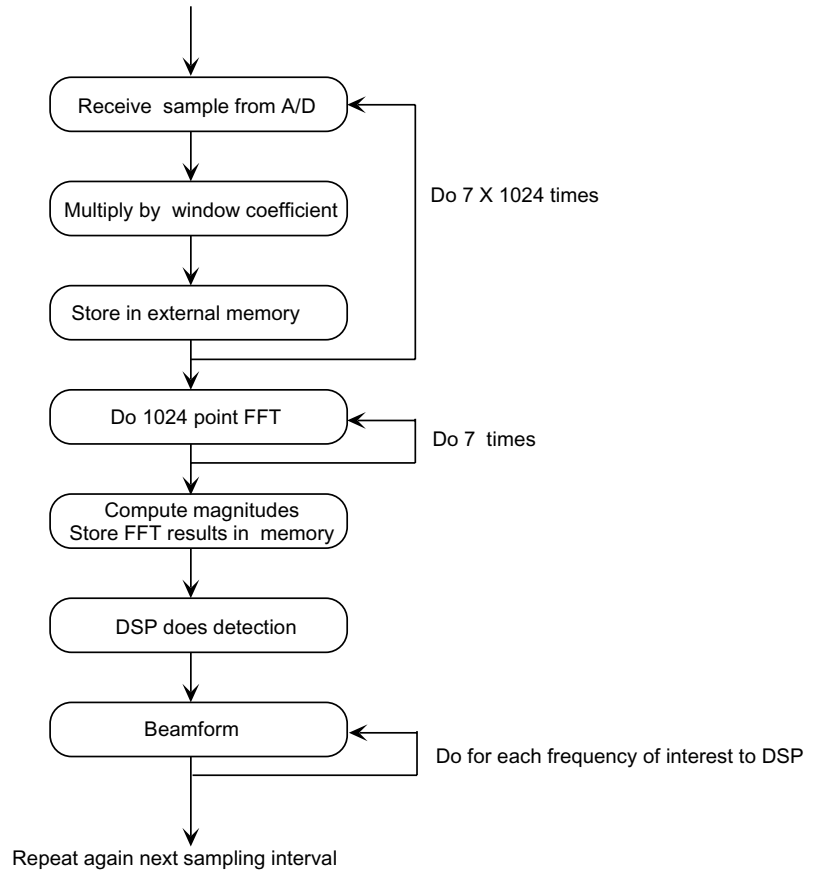 Receive sample from A/D
Do 7 X 1024 times
Multiply by window coefficient
Store in external memory
Do 1024 point FFT
Do 7 times
Compute magnitudes
Store FFT results in memory
DSP does detection
Beamform
Do for each frequency of interest to DSP
Repeat again next sampling interval